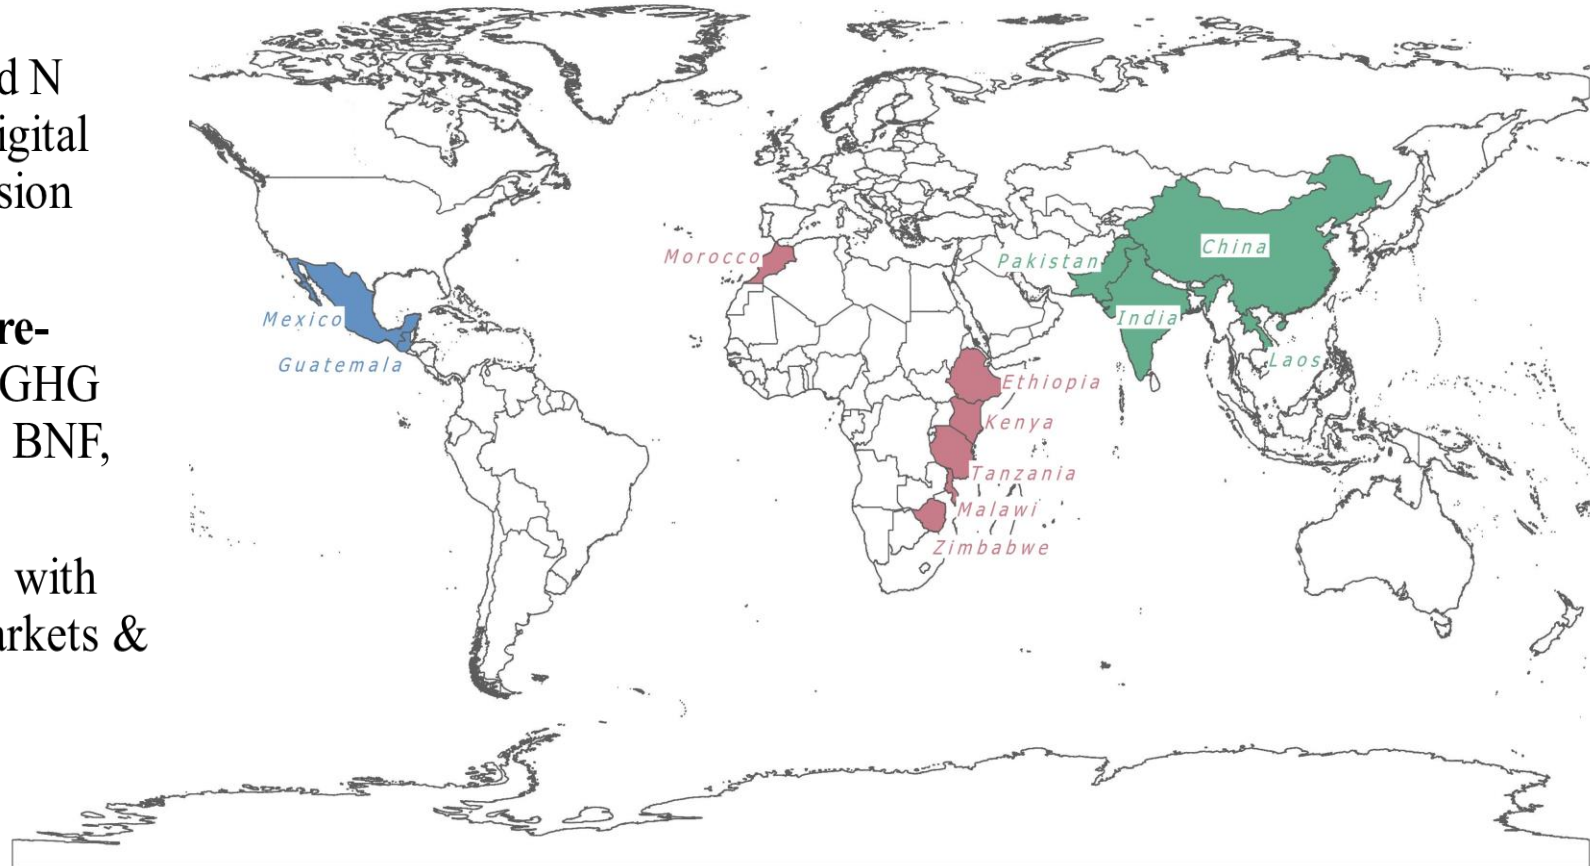 d N
igital
sion
re-
GHG
BNF,
with
arkets &
Morocco
Pakistan
China
India
Laos
Mexico
Guatemala
Ethiopia
Kenya
Tanzania
Malawi
Zimbabwe